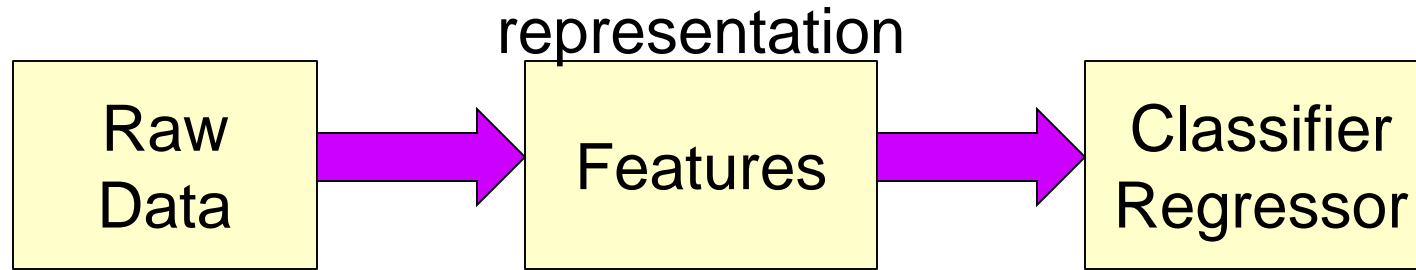 representation
Raw
Data
Features
Classifier
Regressor